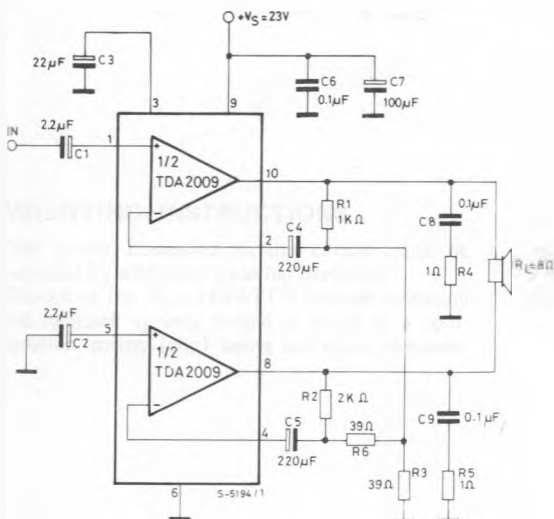 +Vs=23V
22µF
C3
C6
0.1µF
C7
100µF
3
9
IN
2.2µF
C1
1
+
1/2
TDA2009
-
10
R1
1KΩ
C8
0.1µF
2
C4
220µF
1Ω
R4
RL=8Ω
2.2µF
C2
5
+
1/2
TDA2009
-
8
R2
2KΩ
C9
0.1µF
4
C5
220µF
39Ω
R6
R3
39Ω
R5
1Ω
6
S-5194/1